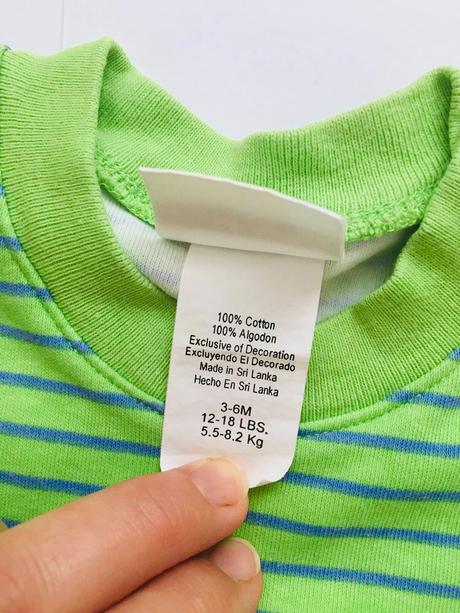 100% Cotton
100% Algodon
Exclusive of Decoration
Excluyendo El Decorado
Made in Sri Lanka
Hecho En Sri Lanka
3-6M
12-18 LBS.
5.5-8.2 Kg